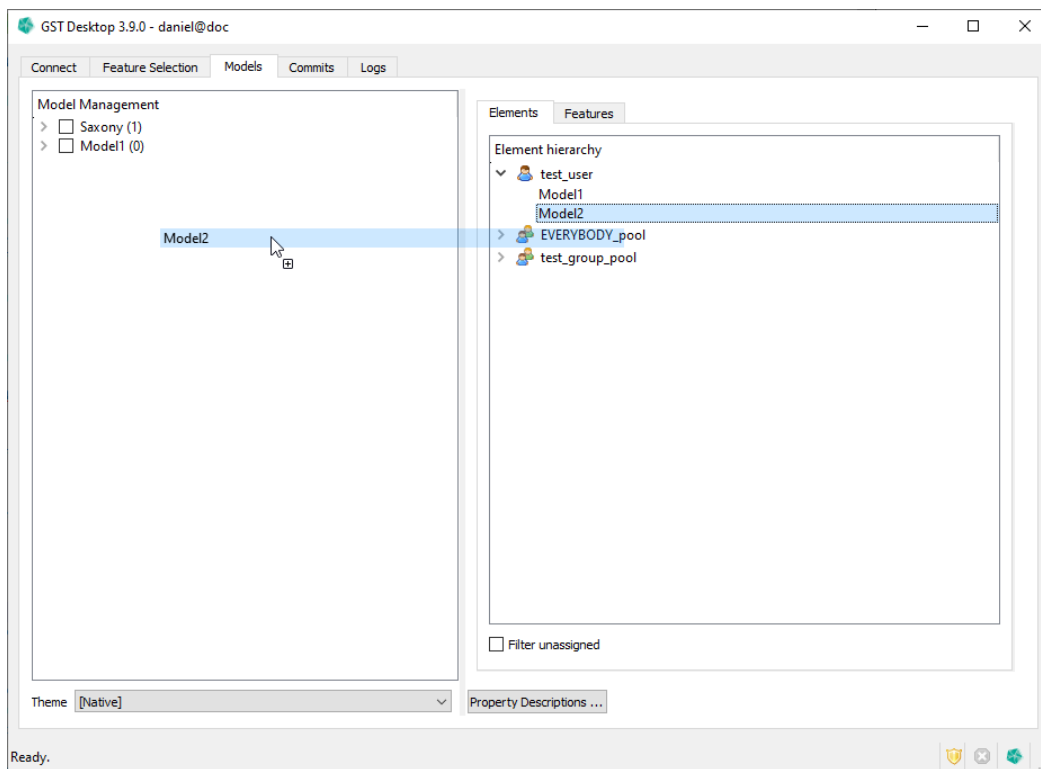 GST Desktop 3.9.0 - daniel@doc
Connect Feature Selection Models Commits Logs
Model Management
Saxony (1)
Model1 (0)
Model2
Elements Features
Element hierarchy
test_user
Model1
Model2
EVERYBODY_pool
test_group_pool
Filter unassigned
Theme [Native]
Property Descriptions ...
Ready.